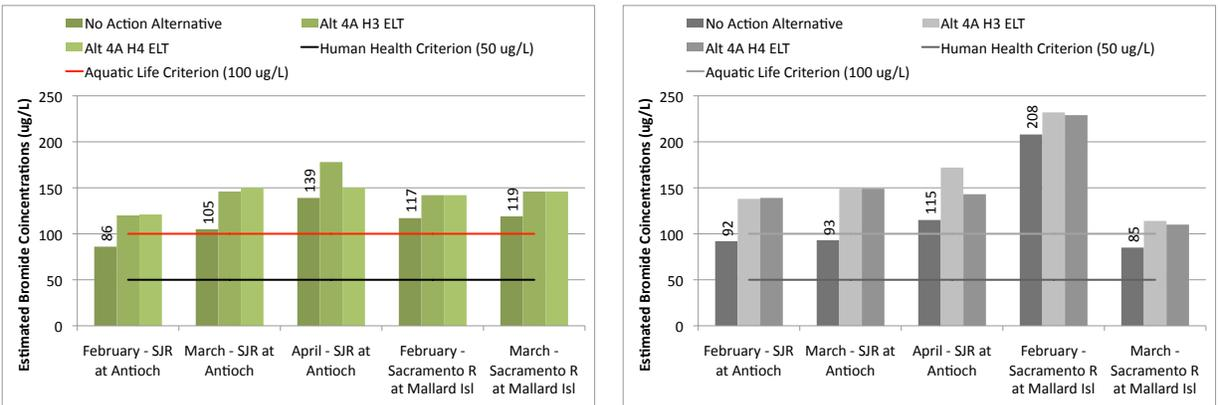 No Action Alternative
Alt 4A H3 ELT
Alt 4A H4 ELT
Human Health Criterion (50 ug/L)
Aquatic Life Criterion (100 ug/L)
Estimated Bromide Coincentrations (ug/L)
250
200
150
100
50
0
86
105
139
117
119
February - SJR
at Antioch
March - SJR at
Antioch
April - SJR at
Antioch
February -
Sacramento R
at Mallard Isl
March -
Sacramento R
at Mallard Isl
No Action Alternative
Alt 4A H3 ELT
Alt 4A H4 ELT
Human Health Criterion (50 ug/L)
Aquatic Life Criterion (100 ug/L)
Estimated Bromide Coincentrations (ug/L)
250
200
150
100
50
0
92
93
115
208
85
February - SJR
at Antioch
March - SJR at
Antioch
April - SJR at
Antioch
February -
Sacramento R
at Mallard Isl
March -
Sacramento R
at Mallard Isl